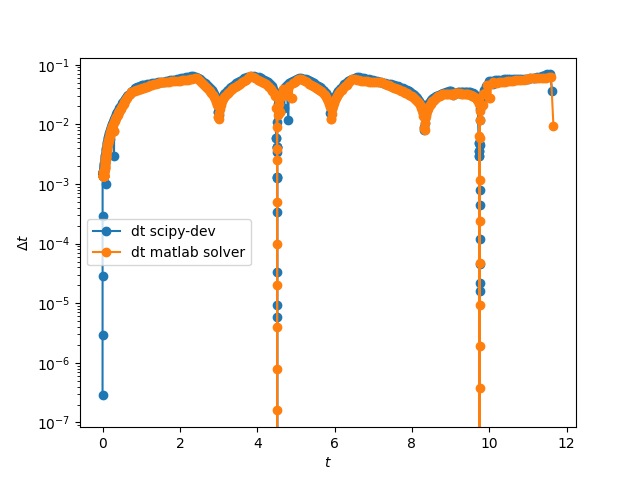 10⁻¹
10⁻²
10⁻³
10⁻⁴
10⁻⁵
10⁻⁶
10⁻⁷
Δt
dt scipy-dev
dt matlab solver
0 2 4 6 8 10 12
t